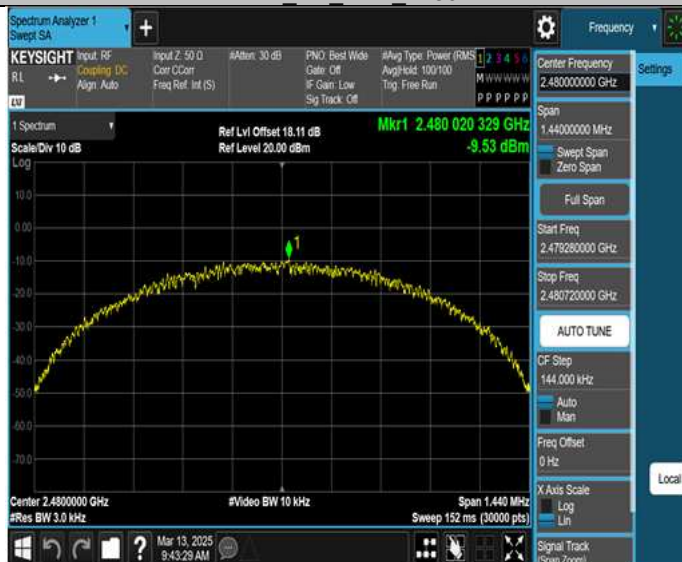 Spectrum Analyzer 1
Swept SA
+
Frequency
KEYSIGHT
RL
LW
Input: RF
Coupling: DC
Align: Auto
Input Z: 50 Ω
Corr CCorr
Freq Ref: Int (S)
#Atten: 30 dB
PNO: Best Wide
Gate: Off
IF Gain: Low
Sig Track: Off
#Avg Type: Power (RMS
Avg|Hold: 100/100
Trig: Free Run
1 2 3 4 5 6
M W W W W W
P P P P P P
1 Spectrum
Scale/Div 10 dB
Ref Lvl Offset 18.11 dB
Ref Level 20.00 dBm
Mkr1 2.480 020 329 GHz
-9.53 dBm
Log
10.0
0.00
-10.0
-20.0
-30.0
-40.0
-50.0
-60.0
-70.0
1
Center 2.4800000 GHz
#Res BW 3.0 kHz
#Video BW 10 kHz
Span 1.440 MHz
Sweep 152 ms (30000 pts)
?
Mar 13, 2025
9:43:29 AM
Center Frequency
2.480000000 GHz
Span
1.44000000 MHz
Swept Span
Zero Span
Full Span
Start Freq
2.479280000 GHz
Stop Freq
2.480720000 GHz
AUTO TUNE
CF Step
144.000 kHz
Auto
Man
Freq Offset
0 Hz
X Axis Scale
Log
Lin
Signal Track
(Span Zoom)
Settings
Local